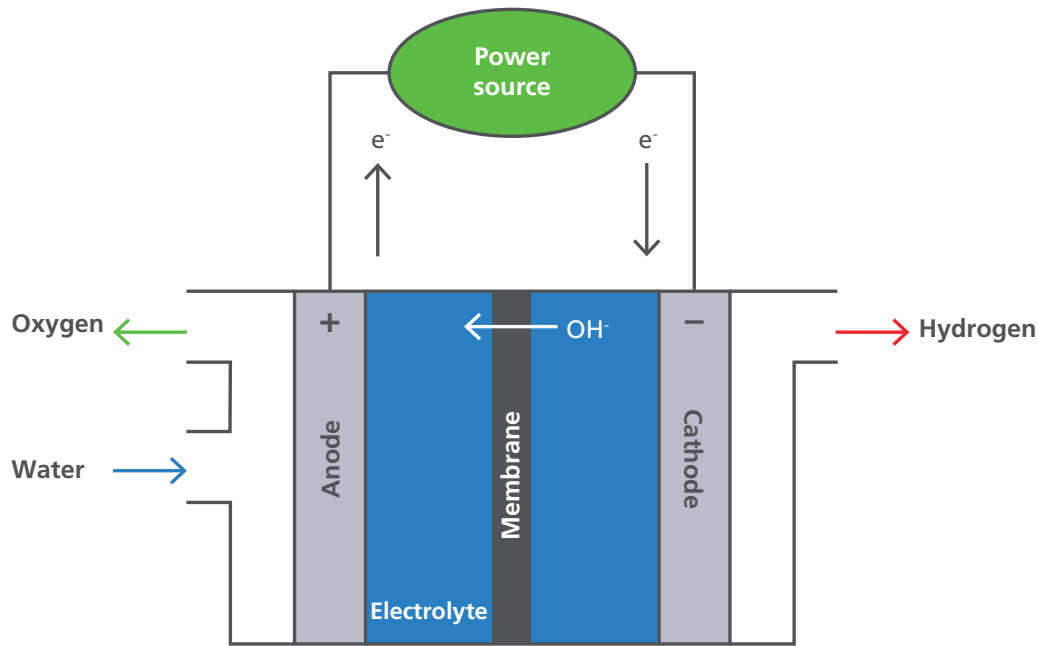 Power
source
e⁻
e⁻
Oxygen
+
OH⁻
−
Hydrogen
Water
Anode
Membrane
Cathode
Electrolyte